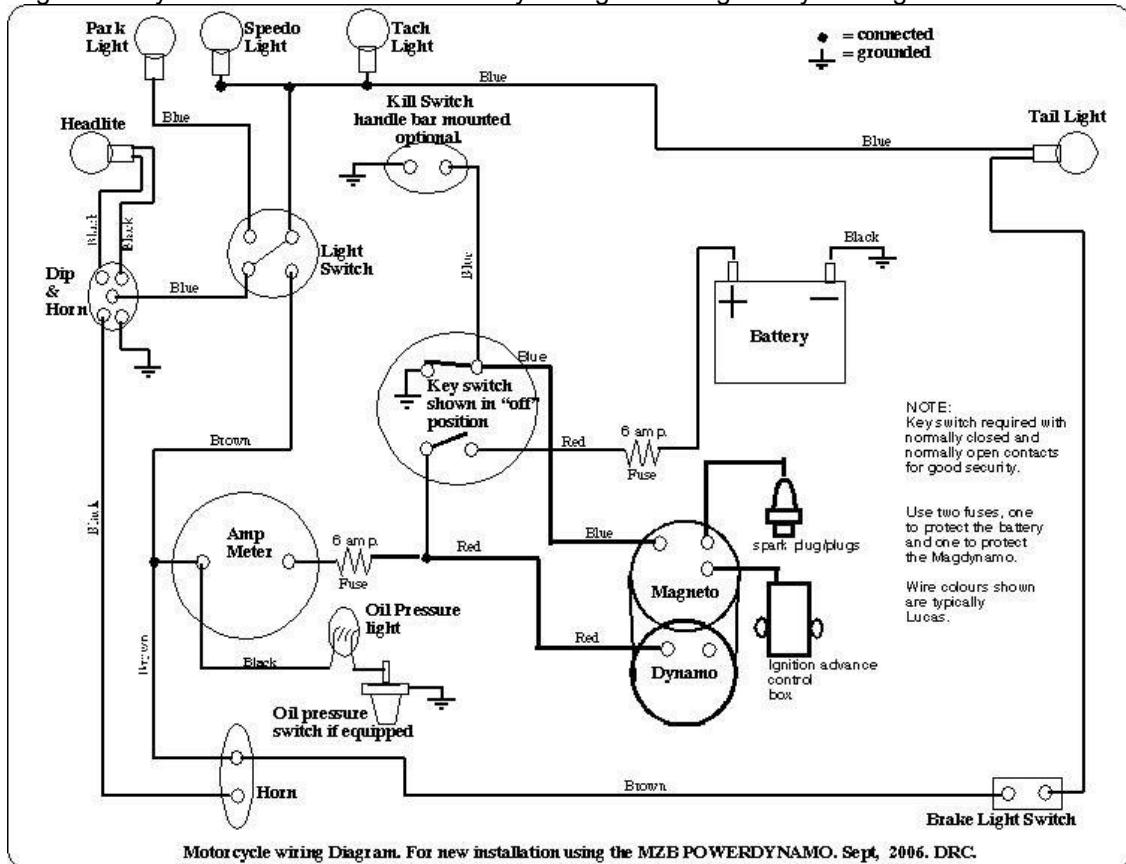 Park
Light
Speedo
Light
Tach
Light
= connected
= grounded
Blue
Kill Switch
handle bar mounted
optional.
Blue
Headlite
Tail Light
Blue
Black
Black
Light
Switch
Blue
Black
Dip
&
Horn
Blue
+
−
Battery
Blue
Key switch
shown in “off”
position
NOTE:
Key switch required with
normally closed and
normally open contacts
for good security.
Use two fuses, one
to protect the battery
and one to protect
the Magdynamo.
Wire colours shown
are typically
Lucas.
Brown
Red
6 amp.
Fuse
Black
Amp
Meter
6 amp.
Fuse
Red
Blue
spark plug/plugs
Magneto
Oil Pressure
light
Red
Dynamo
Ignition advance
control
box
Brown
Black
Oil pressure
switch if equipped
Horn
Brown
Brake Light Switch
Motorcycle wiring Diagram. For new installation using the MZB POWERDYNAMO. Sept, 2006. DRC.